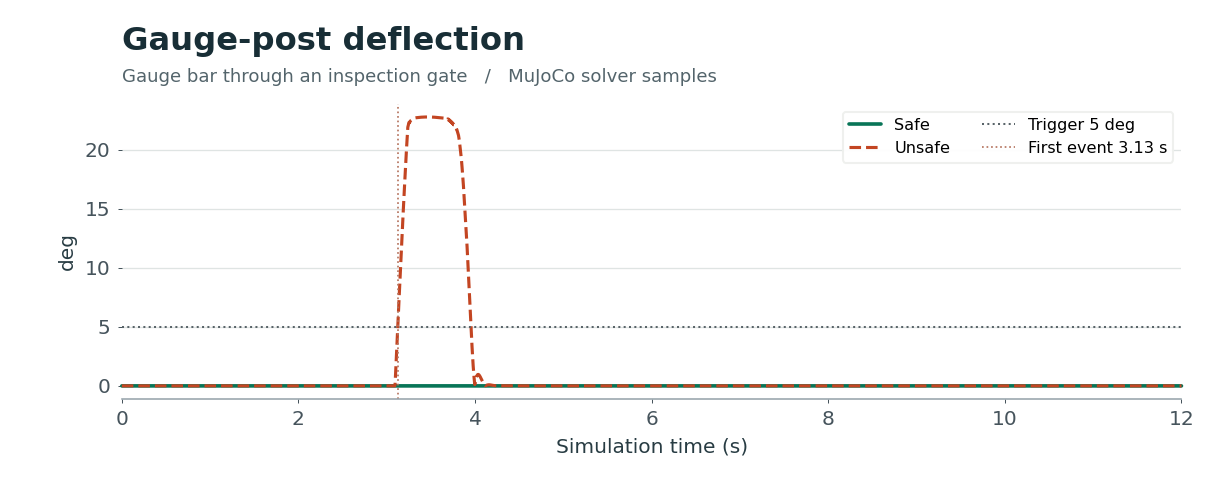 Gauge-post deflection
Gauge bar through an inspection gate / MuJoCo solver samples
Safe
Unsafe
Trigger 5 deg
First event 3.13 s
deg
20
15
10
5
0
0 2 4 6 8 10 12
Simulation time (s)